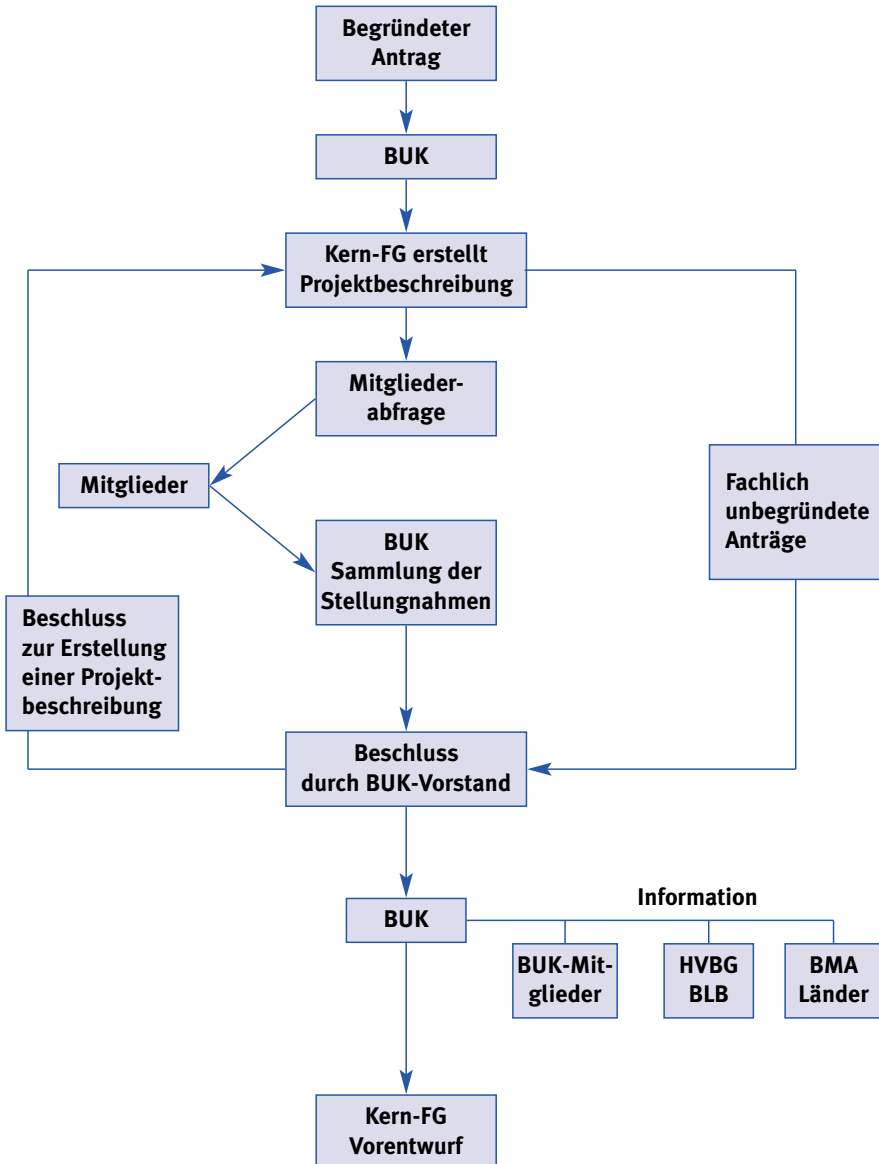 Begründeter
Antrag
BUK
Kern-FG erstellt
Projektbeschreibung
Mitglieder-
abfrage
Mitglieder
Fachlich
unbegründete
Anträge
BUK
Sammlung der
Stellungnahmen
Beschluss
zur Erstellung
einer Projekt-
beschreibung
Beschluss
durch BUK-Vorstand
BUK
Information
BUK-Mit-
glieder
HVBG
BLB
BMA
Länder
Kern-FG
Vorentwurf